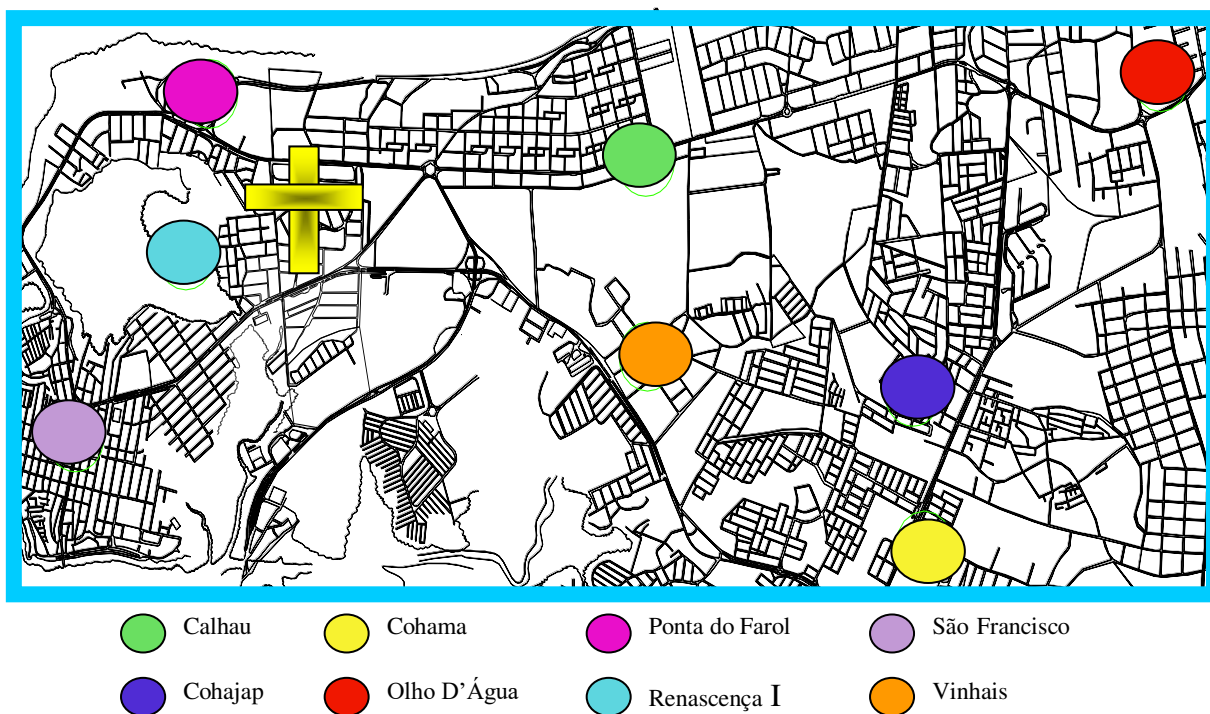 Calhau
Cohama
Ponta do Farol
São Francisco
Cohajap
Olho D'Água
Renascença I
Vinhais